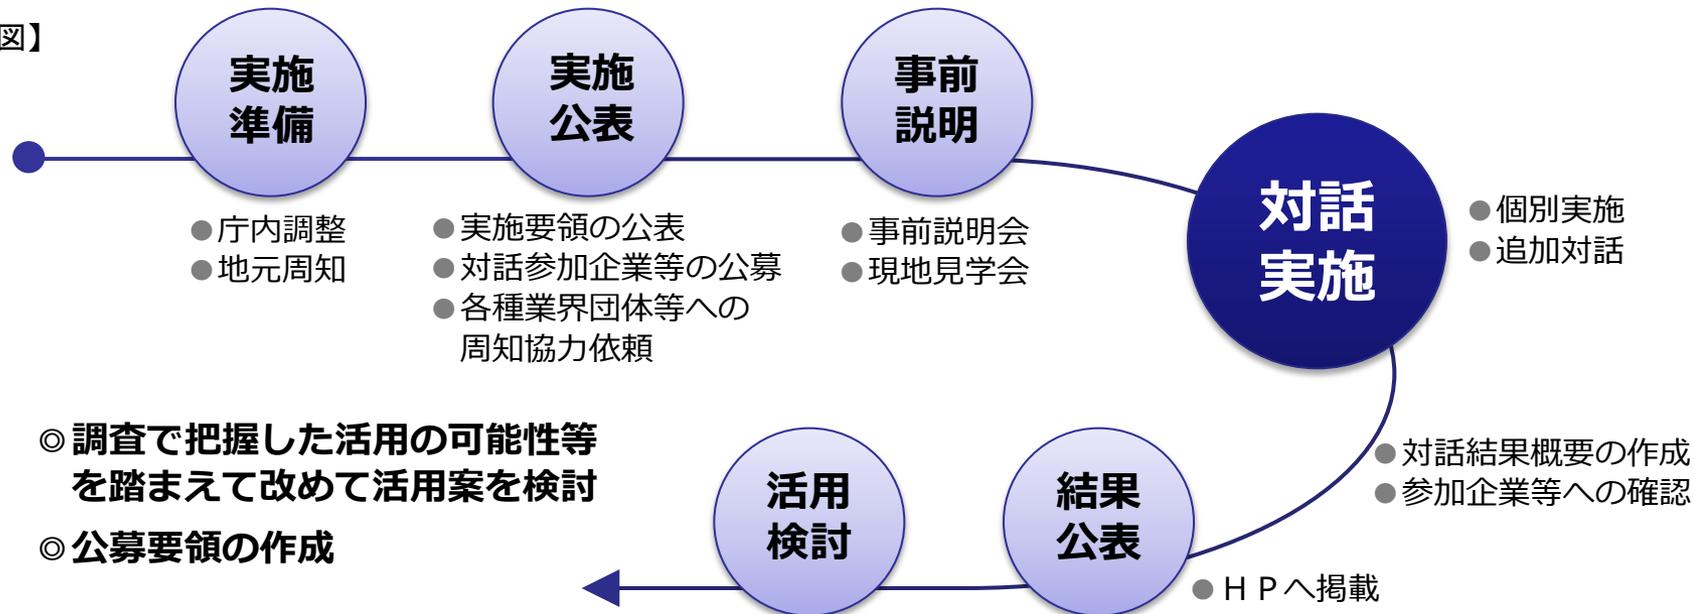 図】
実施
準備
●庁内調整
●地元周知
実施
公表
●実施要領の公表
●対話参加企業等の公募
●各種業界団体等への
周知協力依頼
事前
説明
●事前説明会
●現地見学会
対話
実施
●個別実施
●追加対話
●対話結果概要の作成
●参加企業等への確認
結果
公表
●ＨＰへ掲載
活用
検討
◎調査で把握した活用の可能性等
を踏まえて改めて活用案を検討
◎公募要領の作成